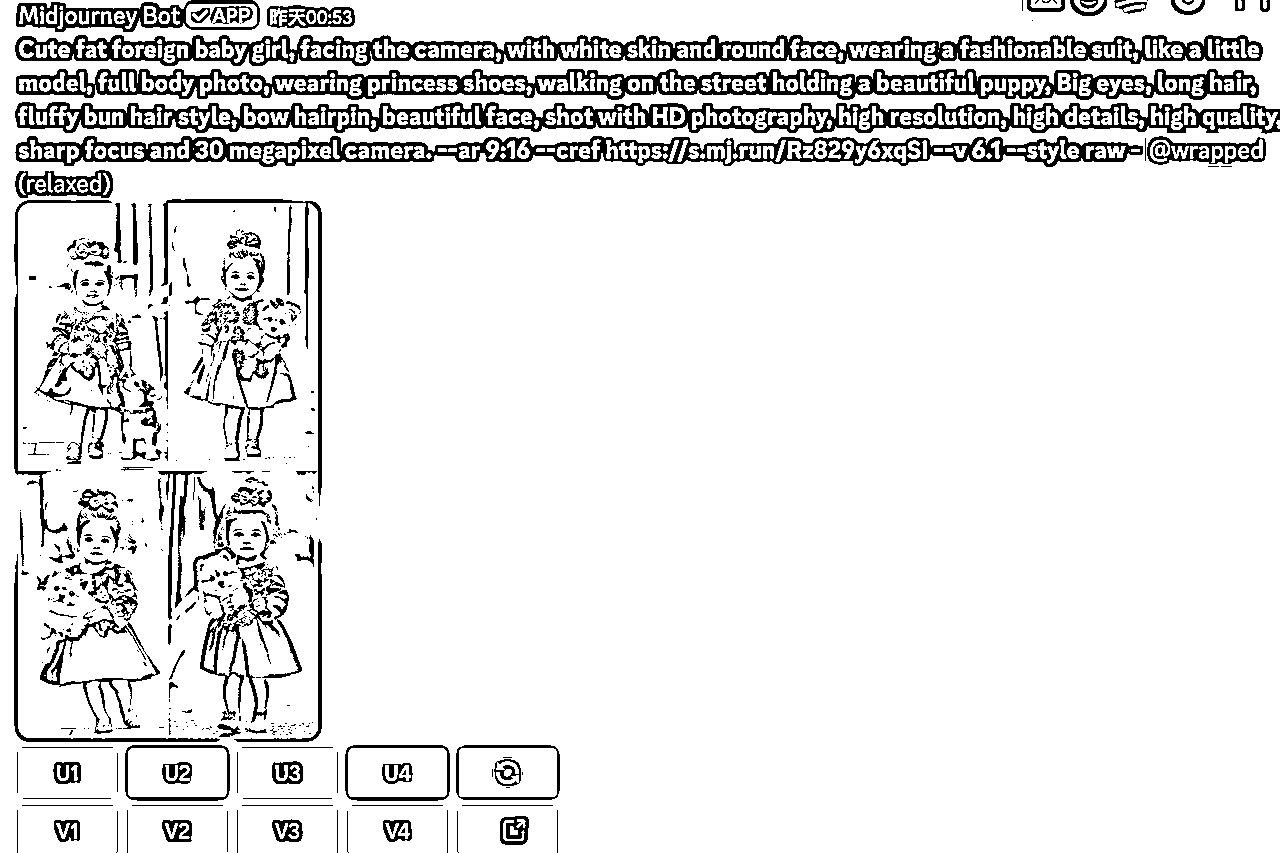 Midjourney Bot ✓APP 昨天00:53
Cute fat foreign baby girl, facing the camera, with white skin and round face, wearing a fashionable suit, like a little
model, full body photo, wearing princess shoes, walking on the street holding a beautiful puppy, Big eyes, long hair,
fluffy bun hair style, bow hairpin, beautiful face, shot with HD photography, high resolution, high details, high quality,
sharp focus and 30 megapixel camera. --ar 9:16 --cref https://s.mj.run/Rz829y6xqSI --v 6.1 --style raw - @wrapped
(relaxed)
U1 U2 U3 U4
V1 V2 V3 V4